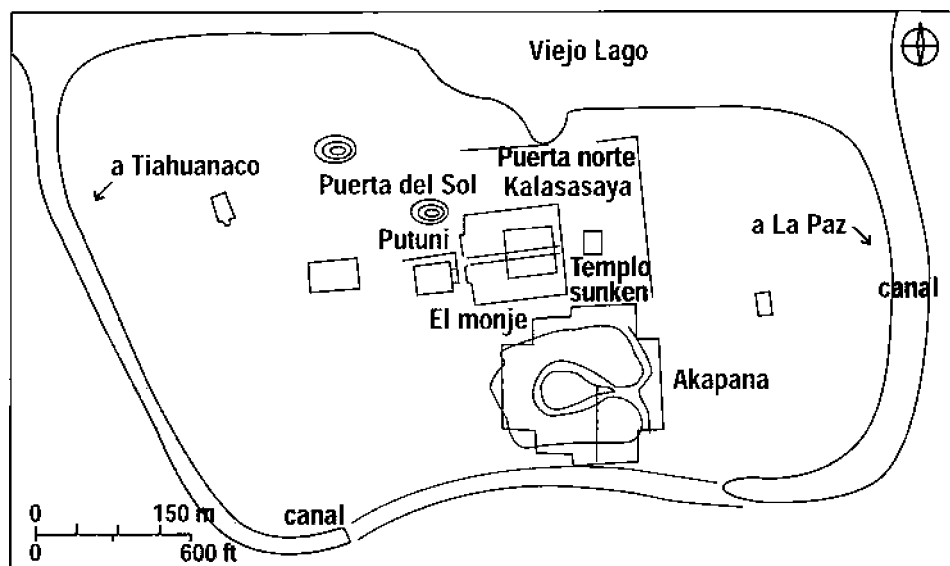 Viejo Lago
a Tiahuanaco
Puerta norte
Puerta del Sol
Kalasasaya
a La Paz
Putuni
Templo
sunken
canal
El monje
Akapana
0 150 m
canal
0 600 ft